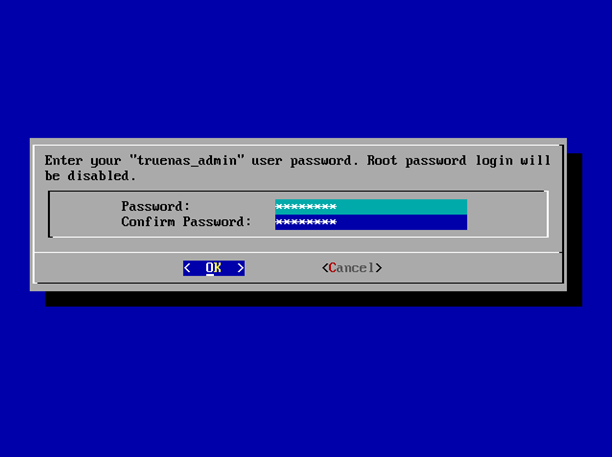 Enter your "truenas_admin" user password. Root password login will
be disabled.
Password: ********
Confirm Password: ********
< OK > <Cancel>